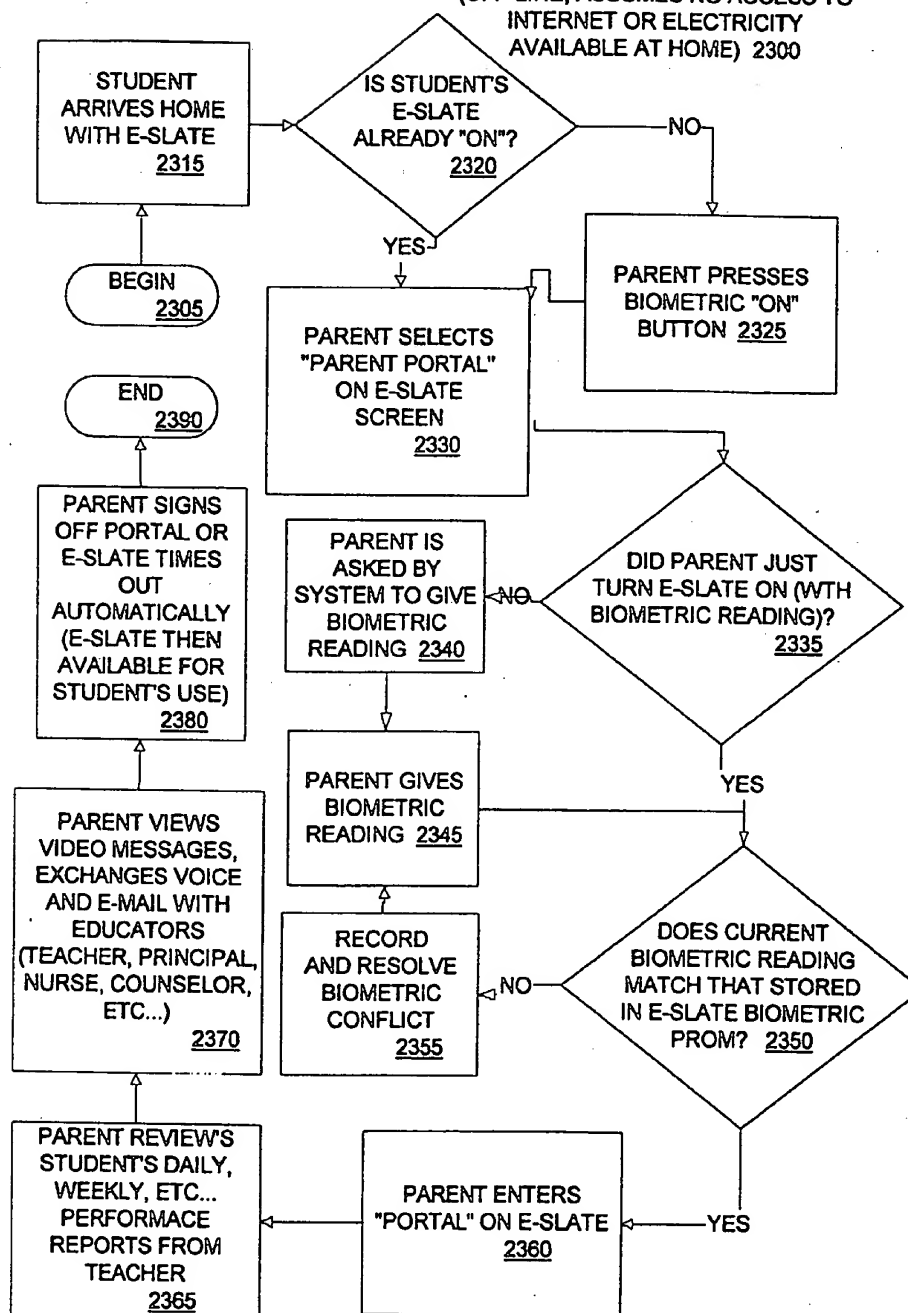 INTERNET OR ELECTRICITY
AVAILABLE AT HOME) 2300
STUDENT
ARRIVES HOME
WITH E-SLATE
2315
IS STUDENT'S
E-SLATE
ALREADY "ON"?
2320
NO
YES
BEGIN
2305
PARENT PRESSES
BIOMETRIC "ON"
BUTTON 2325
PARENT SELECTS
"PARENT PORTAL"
ON E-SLATE
SCREEN
2330
END
2390
PARENT SIGNS
OFF PORTAL OR
E-SLATE TIMES
OUT
AUTOMATICALLY
(E-SLATE THEN
AVAILABLE FOR
STUDENT'S USE)
2380
PARENT IS
ASKED BY
SYSTEM TO GIVE
BIOMETRIC
READING 2340
NO
DID PARENT JUST
TURN E-SLATE ON (WTH
BIOMETRIC READING)?
2335
YES
PARENT GIVES
BIOMETRIC
READING 2345
PARENT VIEWS
VIDEO MESSAGES,
EXCHANGES VOICE
AND E-MAIL WITH
EDUCATORS
(TEACHER, PRINCIPAL,
NURSE, COUNSELOR,
ETC...)
2370
RECORD
AND RESOLVE
BIOMETRIC
CONFLICT
2355
NO
DOES CURRENT
BIOMETRIC READING
MATCH THAT STORED
IN E-SLATE BIOMETRIC
PROM? 2350
YES
PARENT REVIEW'S
STUDENT'S DAILY,
WEEKLY, ETC...
PERFORMACE
REPORTS FROM
TEACHER
2365
PARENT ENTERS
"PORTAL" ON E-SLATE
2360